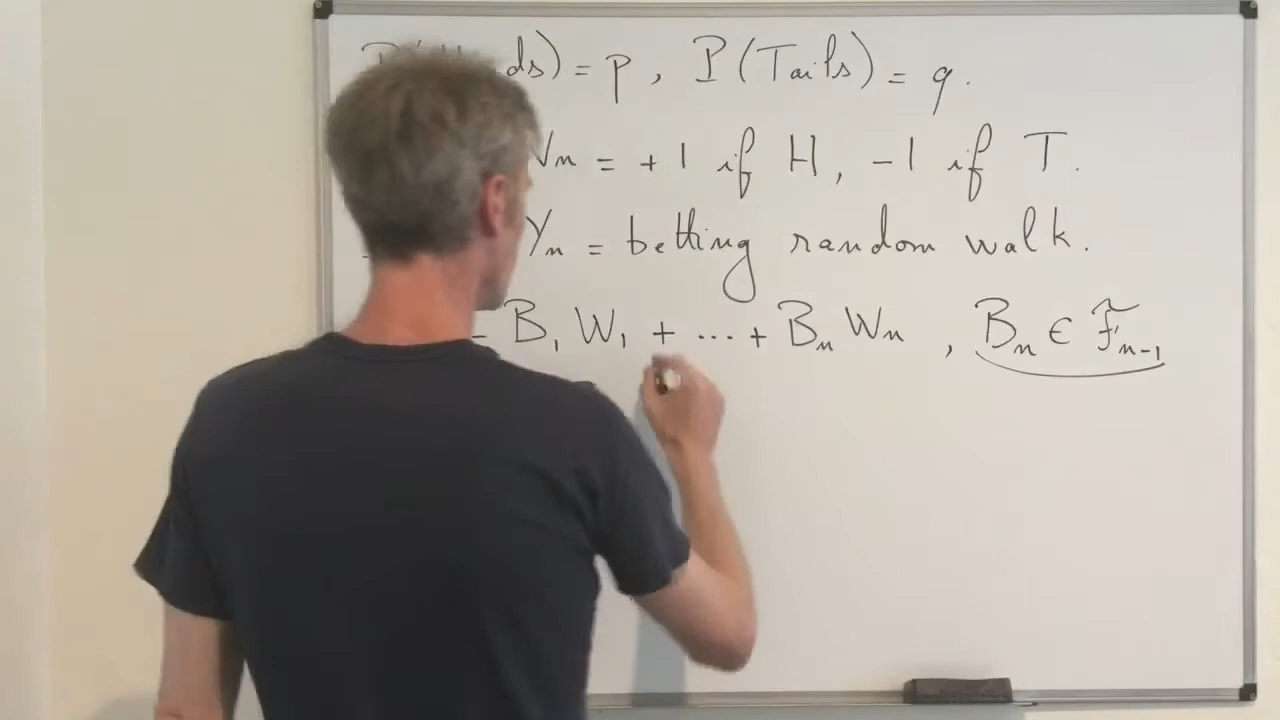 ds) = p , P(Tails) = q.
Wn = +1 if H, -1 if T.
Yn = betting random walk.
= B1 W1 + ... + Bn Wn , Bn ∈ Fn-1